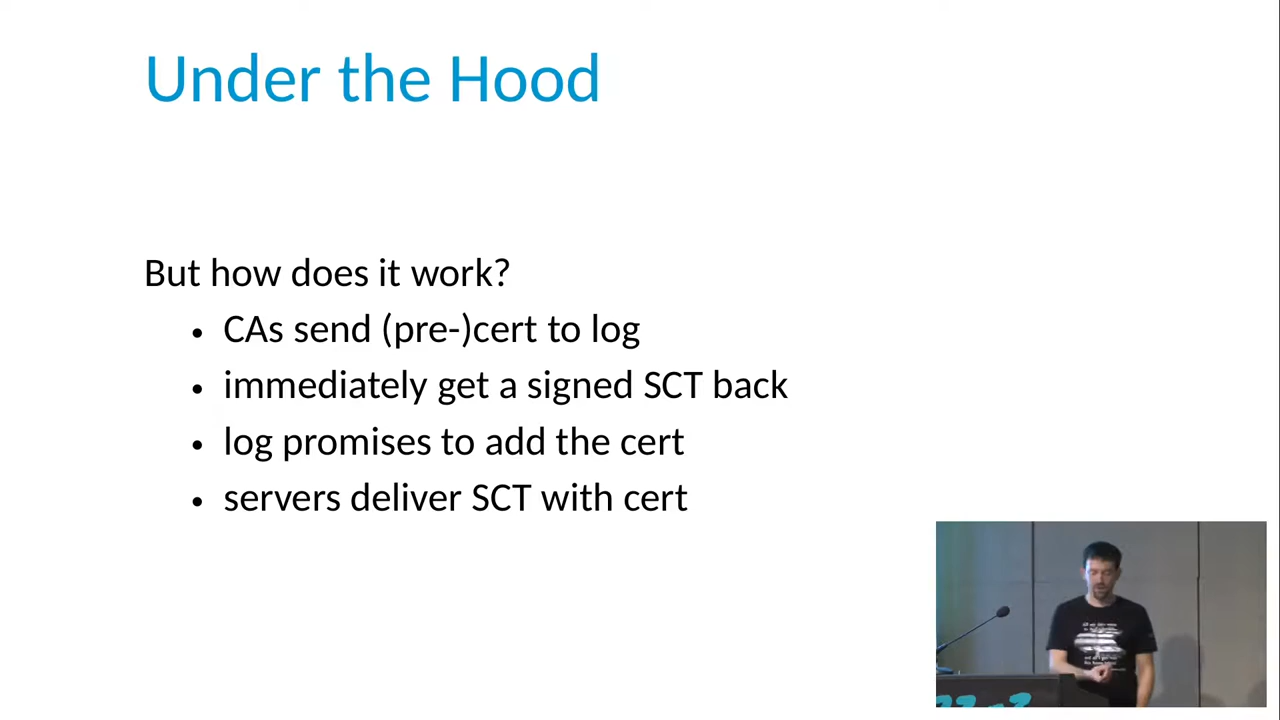 Under the Hood
But how does it work?
• CAs send (pre-)cert to log
• immediately get a signed SCT back
• log promises to add the cert
• servers deliver SCT with cert